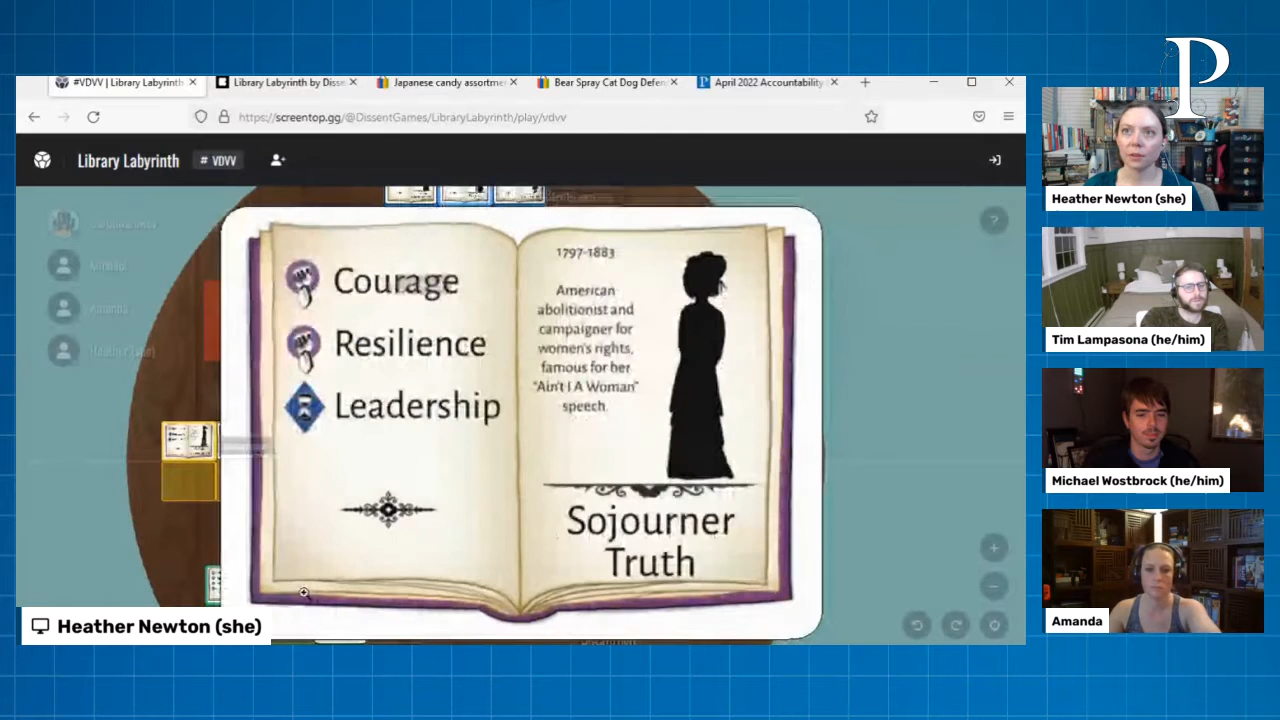 P
#VDVV | Library Labyrinth
Library Labyrinth by Disse
Japanese candy assortme
Bear Spray Cat Dog Defen
April 2022 Accountability
https://screentop.gg/@DissentGames/LibraryLabyrinth/play/vdvv
Library Labyrinth
# VDVV
Courage
Resilience
Leadership
1797-1883
American
abolitionist and
campaigner for
women's rights,
famous for her
"Ain't I A Woman"
speech.
Sojourner
Truth
Amanda
Heather Newton (she)
Heather Newton (she)
Tim Lampasona (he/him)
Michael Wostbrock (he/him)
Amanda